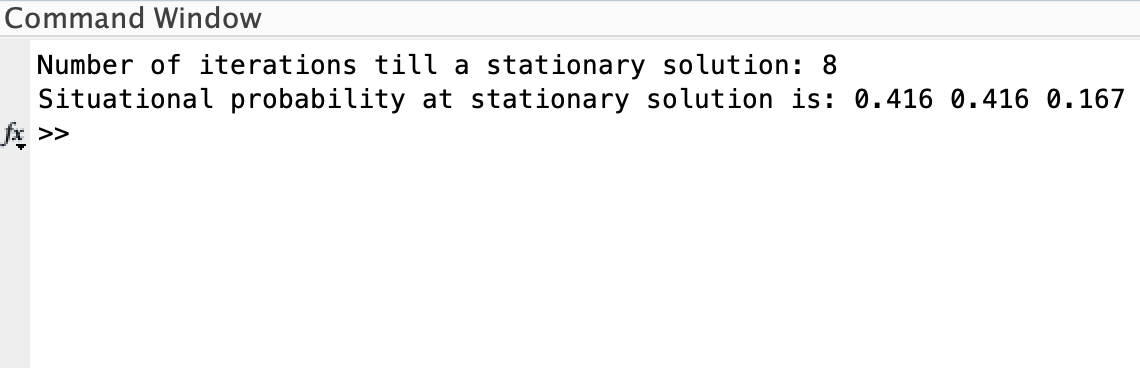 Command Window
Number of iterations till a stationary solution: 8
Situational probability at stationary solution is: 0.416 0.416 0.167
fx >>